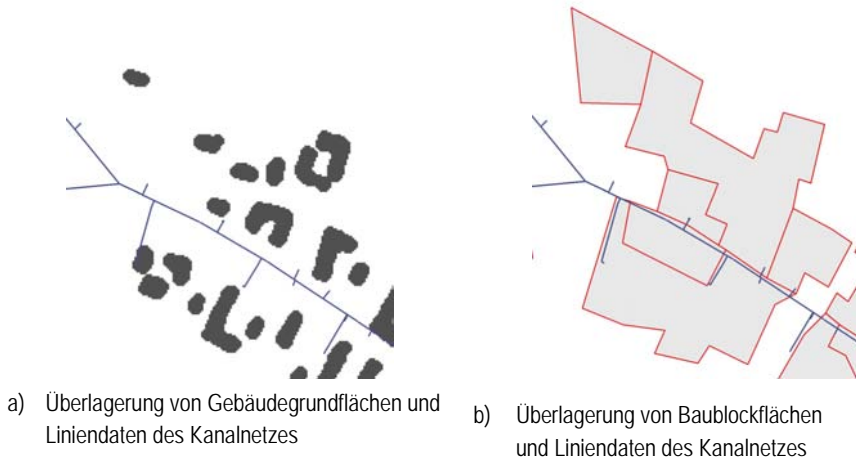 a) Überlagerung von Gebäudegrundflächen und
Liniendaten des Kanalnetzes
b) Überlagerung von Baublockflächen
und Liniendaten des Kanalnetzes